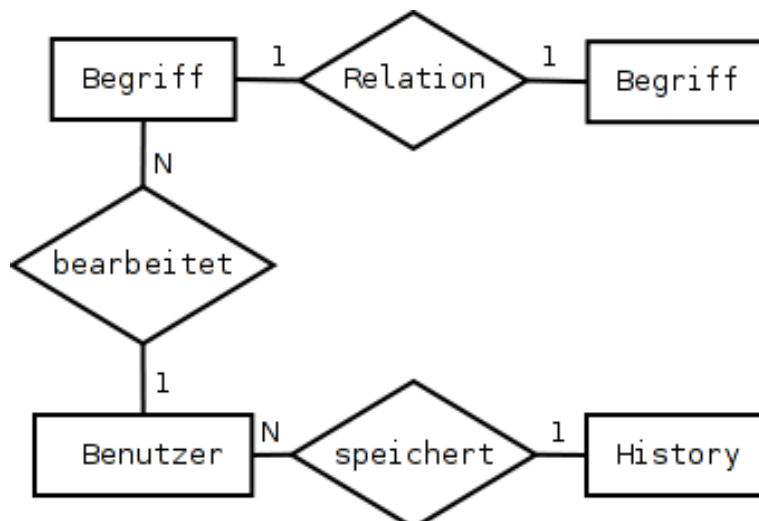 Begriff 1 Relation 1 Begriff
N
bearbeitet
1
Benutzer N speichert 1 History